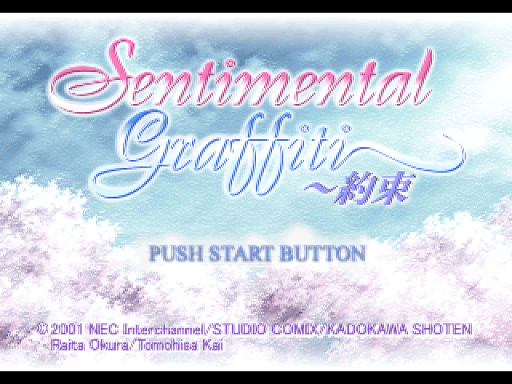 Sentimental
Graffiti
～約束
PUSH START BUTTON
© 2001 NEC Interchannel/STUDIO COMIX/KADOKAWA SHOTEN
Raita Okura/Tomohisa Kai